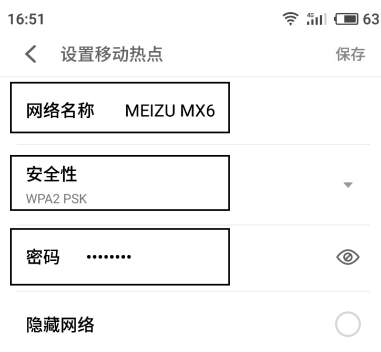 16:51 4G 63
设置移动热点 保存
网络名称 MEIZU MX6
安全性
WPA2 PSK
密码 ••••••••
隐藏网络